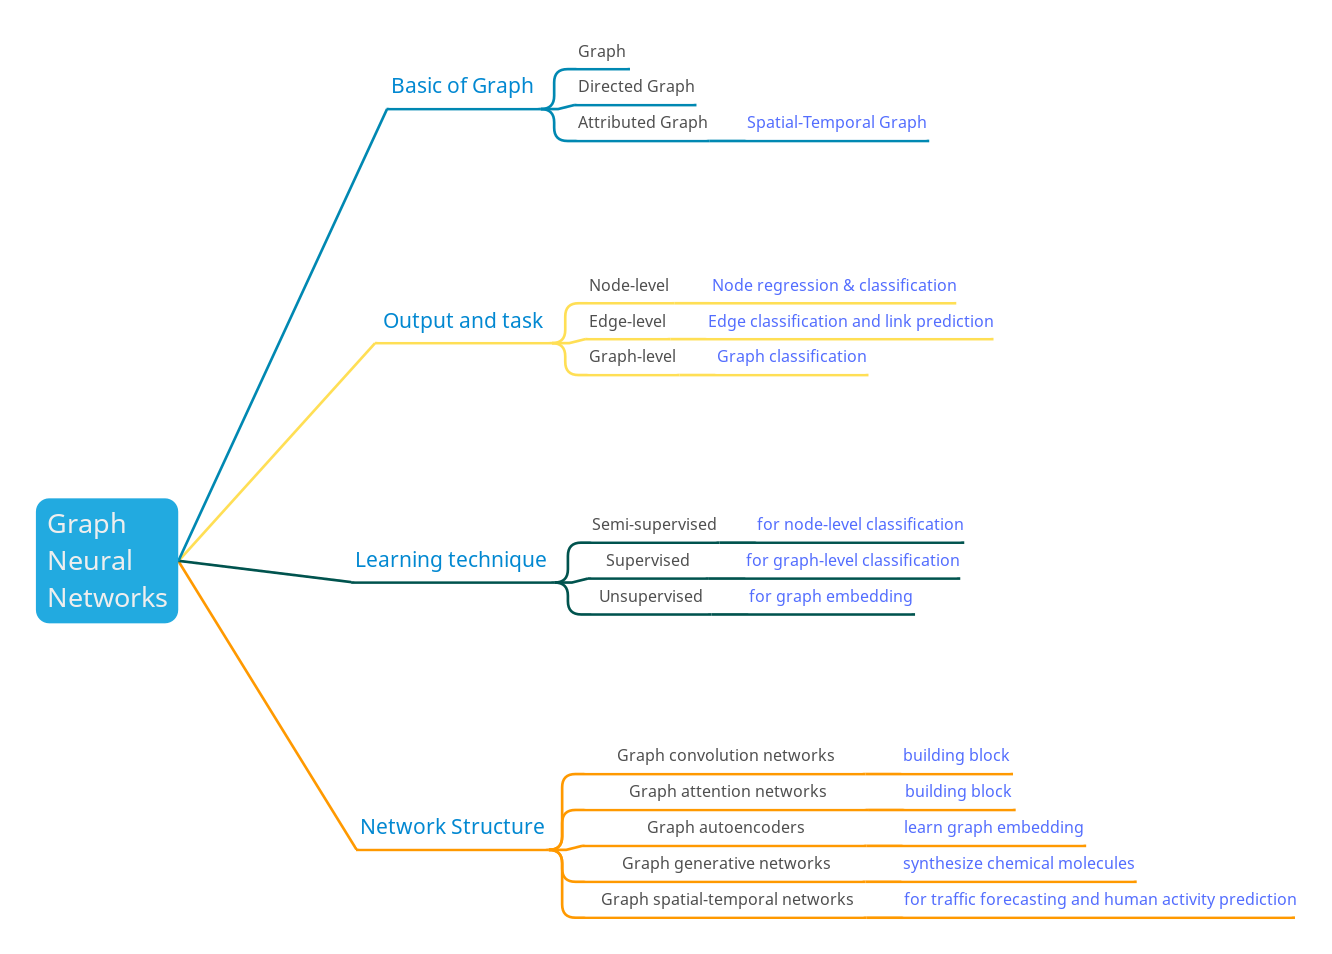 Graph
Neural
Networks
Basic of Graph
Graph
Directed Graph
Attributed Graph Spatial-Temporal Graph
Output and task
Node-level Node regression & classification
Edge-level Edge classification and link prediction
Graph-level Graph classification
Learning technique
Semi-supervised for node-level classification
Supervised for graph-level classification
Unsupervised for graph embedding
Network Structure
Graph convolution networks building block
Graph attention networks building block
Graph autoencoders learn graph embedding
Graph generative networks synthesize chemical molecules
Graph spatial-temporal networks for traffic forecasting and human activity prediction